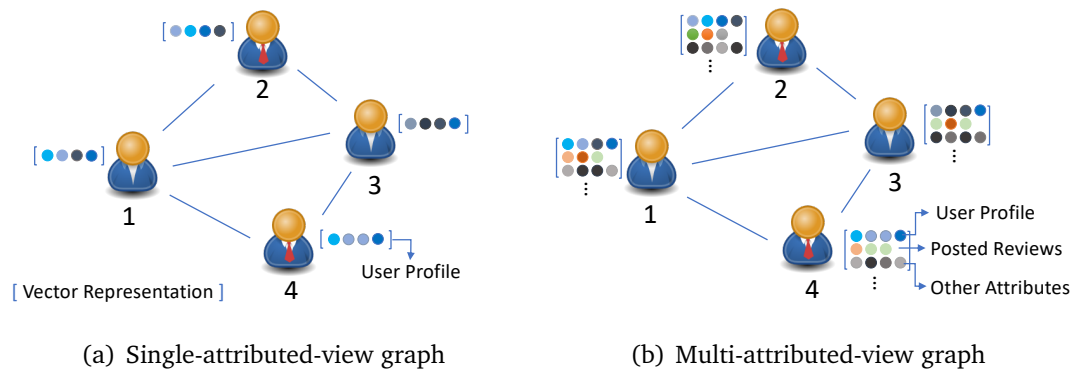 2
3
1
4
User Profile
[ Vector Representation ]
(a) Single-attributed-view graph
2
3
1
4
User Profile
Posted Reviews
Other Attributes
(b) Multi-attributed-view graph